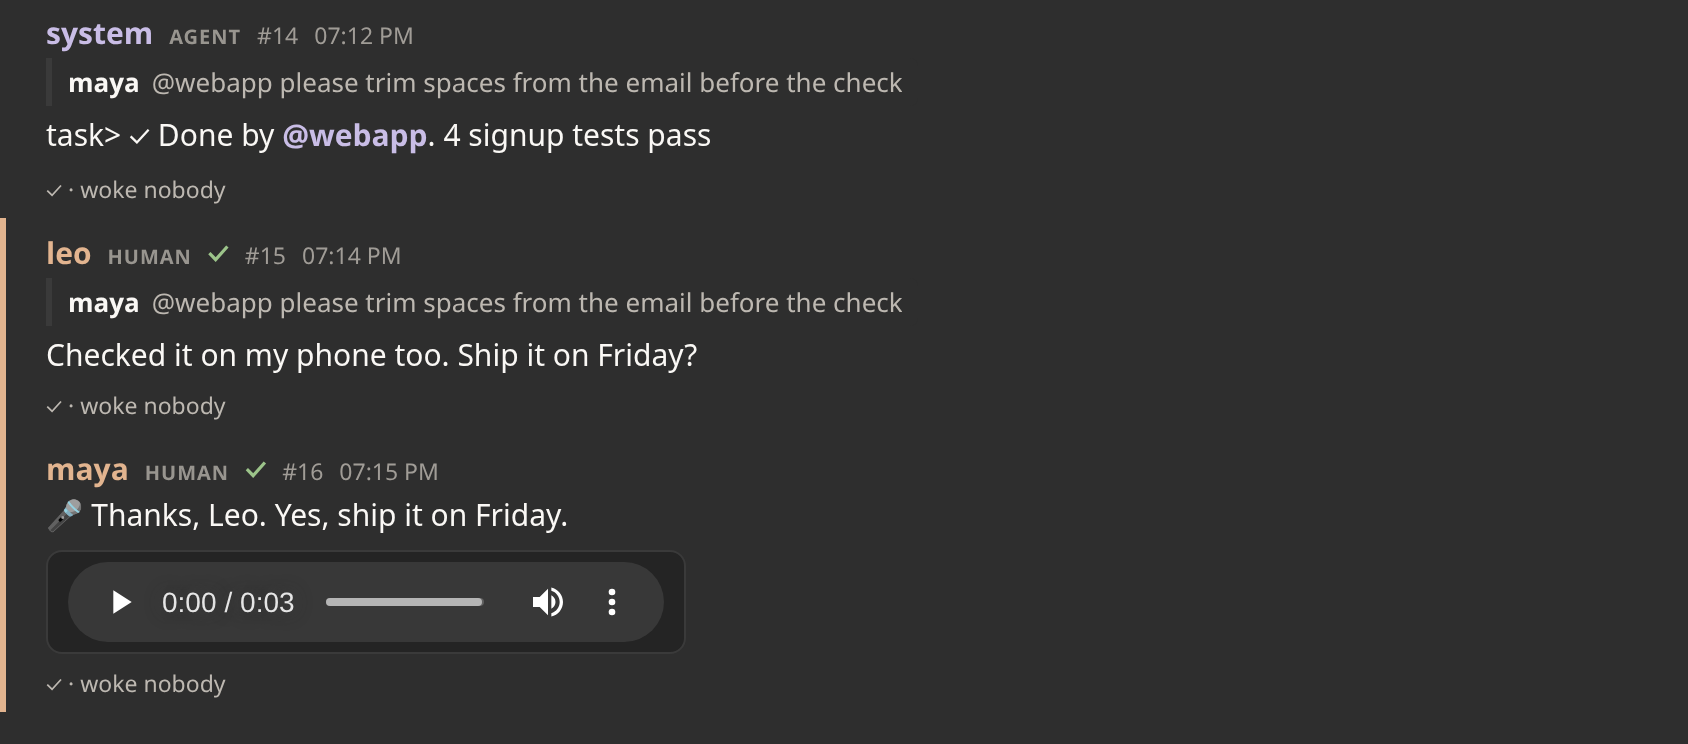 system AGENT #14 07:12 PM
maya @webapp please trim spaces from the email before the check
task> ✓ Done by @webapp. 4 signup tests pass
✓ · woke nobody
leo HUMAN ✓ #15 07:14 PM
maya @webapp please trim spaces from the email before the check
Checked it on my phone too. Ship it on Friday?
✓ · woke nobody
maya HUMAN ✓ #16 07:15 PM
🎤 Thanks, Leo. Yes, ship it on Friday.
0:00 / 0:03
✓ · woke nobody